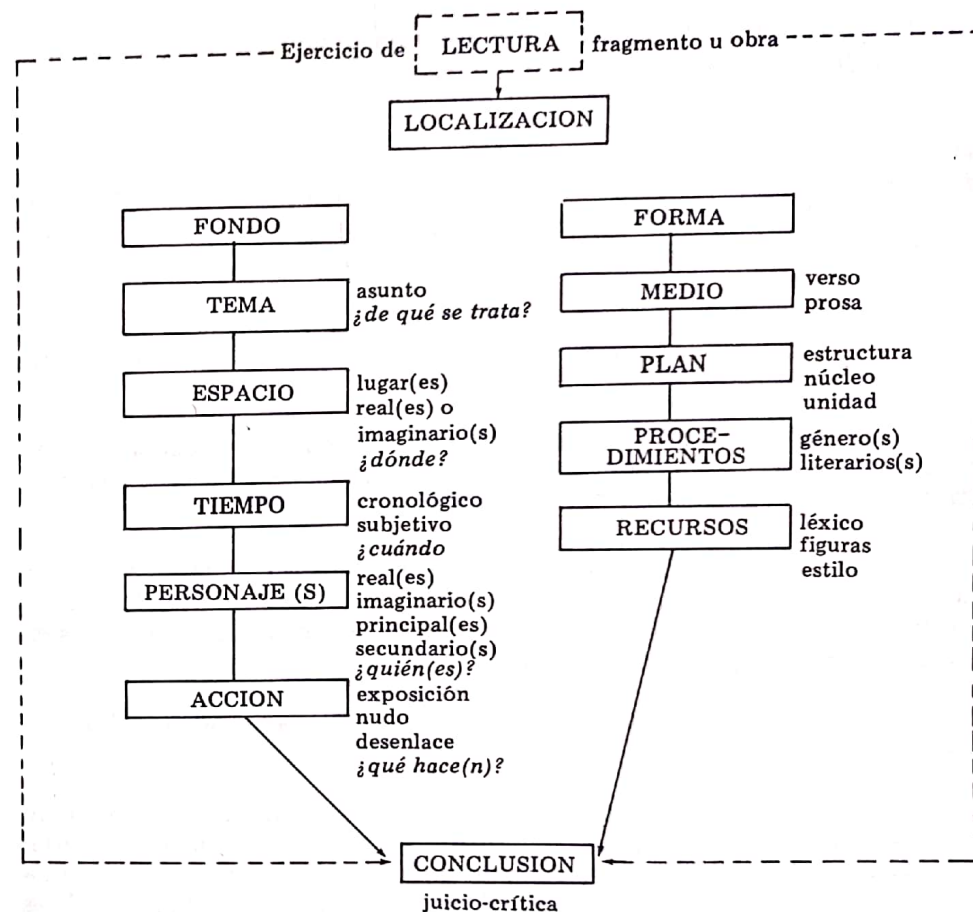 Ejercicio de LECTURA fragmento u obra
LOCALIZACION
FONDO
TEMA
asunto
¿de qué se trata?
ESPACIO
lugar(es)
real(es) o
imaginario(s)
¿dónde?
TIEMPO
cronológico
subjetivo
¿cuándo
PERSONAJE (S)
real(es)
imaginario(s)
principal(es)
secundario(s)
¿quién(es)?
ACCION
exposición
nudo
desenlace
¿qué hace(n)?
FORMA
MEDIO
verso
prosa
PLAN
estructura
núcleo
unidad
PROCE-
DIMIENTOS
género(s)
literarios(s)
RECURSOS
léxico
figuras
estilo
CONCLUSION
juicio-crítica